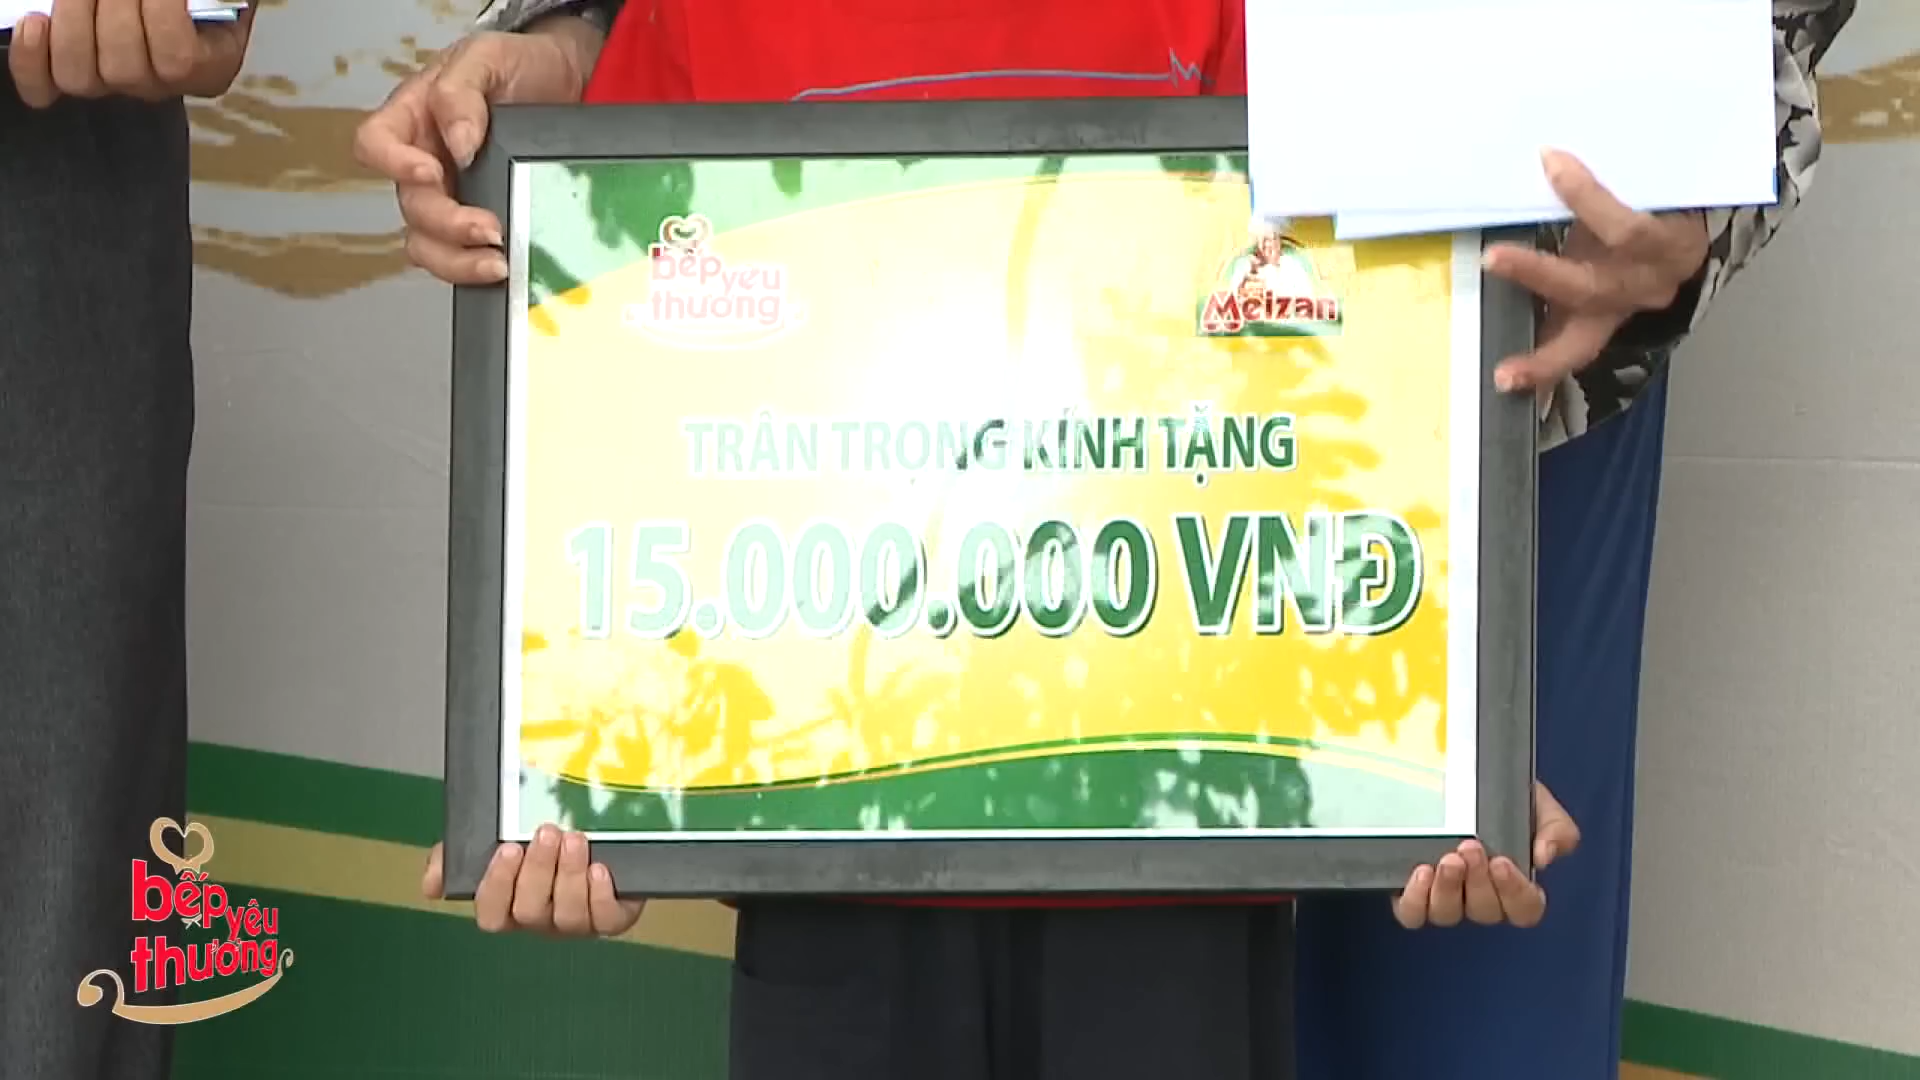 bếp yêu
thương
Meizan
TRÂN TRỌNG KÍNH TẶNG
15.000.000 VNĐ
bếp yêu
thương